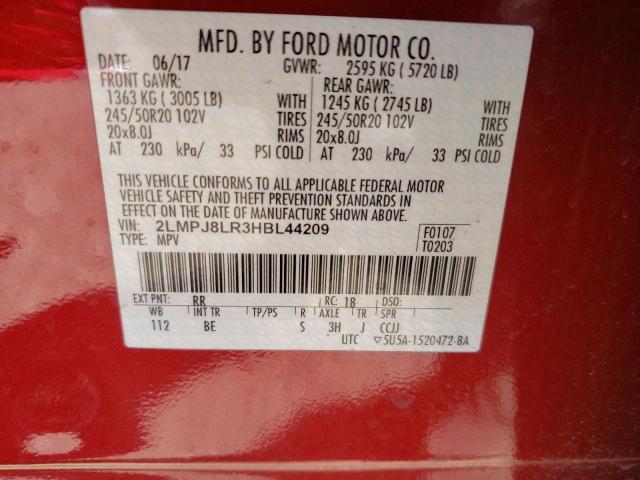 MFD. BY FORD MOTOR CO.
DATE: 06/17 GVWR: 2595 KG ( 5720 LB)
FRONT GAWR: REAR GAWR:
1363 KG ( 3005 LB) WITH 1245 KG ( 2745 LB) WITH
245/50R20 102V TIRES 245/50R20 102V TIRES
20x8.0J RIMS 20x8.0J RIMS
AT 230 kPa/ 33 PSI COLD AT 230 kPa/ 33 PSI COLD
THIS VEHICLE CONFORMS TO ALL APPLICABLE FEDERAL MOTOR
VEHICLE SAFETY AND THEFT PREVENTION STANDARDS IN
EFFECT ON THE DATE OF MANUFACTURE SHOWN ABOVE.
VIN: 2LMPJ8LR3HBL44209 F0107
TYPE: MPV T0203
EXT PNT: RR RC: 18 DSO:
WB INT TR TP/PS R AXLE TR SPR
112 BE S 3H J CCJJ
UTC ▽5U5A-1520472-BA